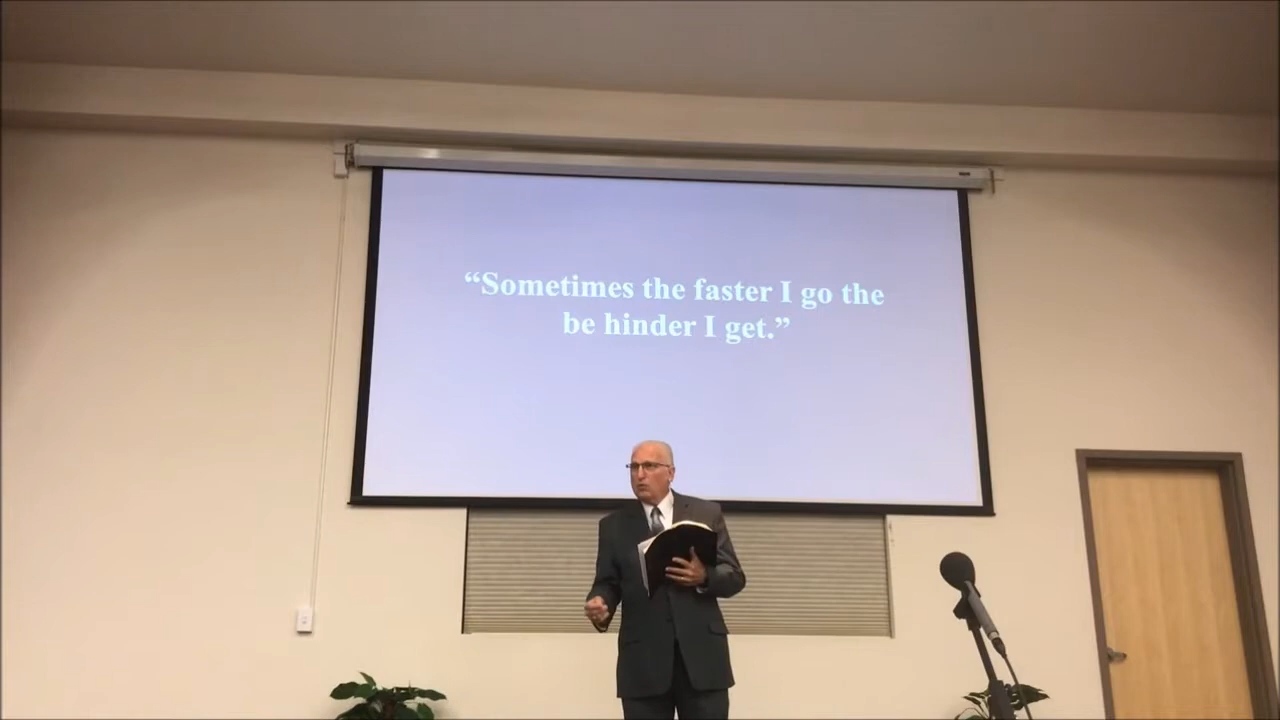 “Sometimes the faster I go the
be hinder I get.”